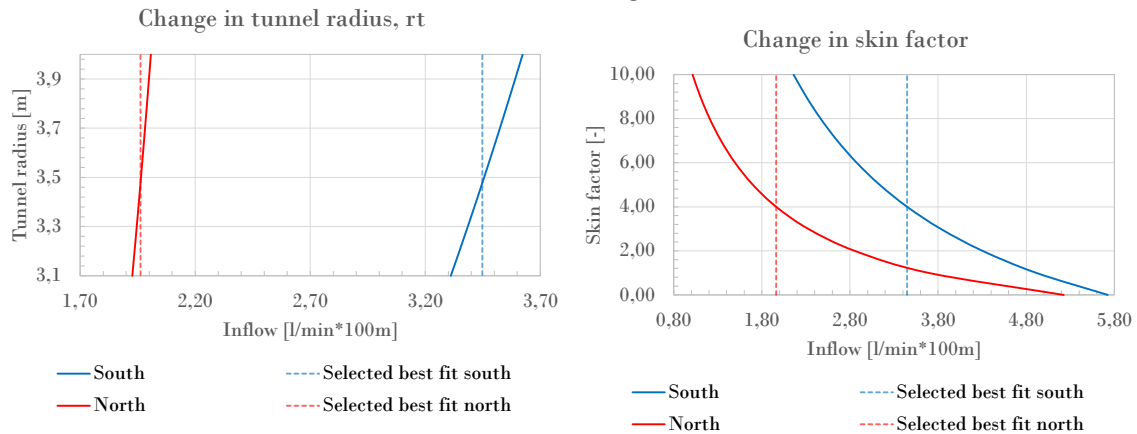 Change in tunnel radius, rt
Tunnel radius [m]
3,9
3,7
3,5
3,3
3,1
1,70 2,20 2,70 3,20 3,70
Inflow [l/min*100m]
South Selected best fit south
North Selected best fit north
Change in skin factor
Skin factor [-]
10,00
8,00
6,00
4,00
2,00
0,00
0,80 1,80 2,80 3,80 4,80 5,80
Inflow [l/min*100m]
South Selected best fit south
North Selected best fit north